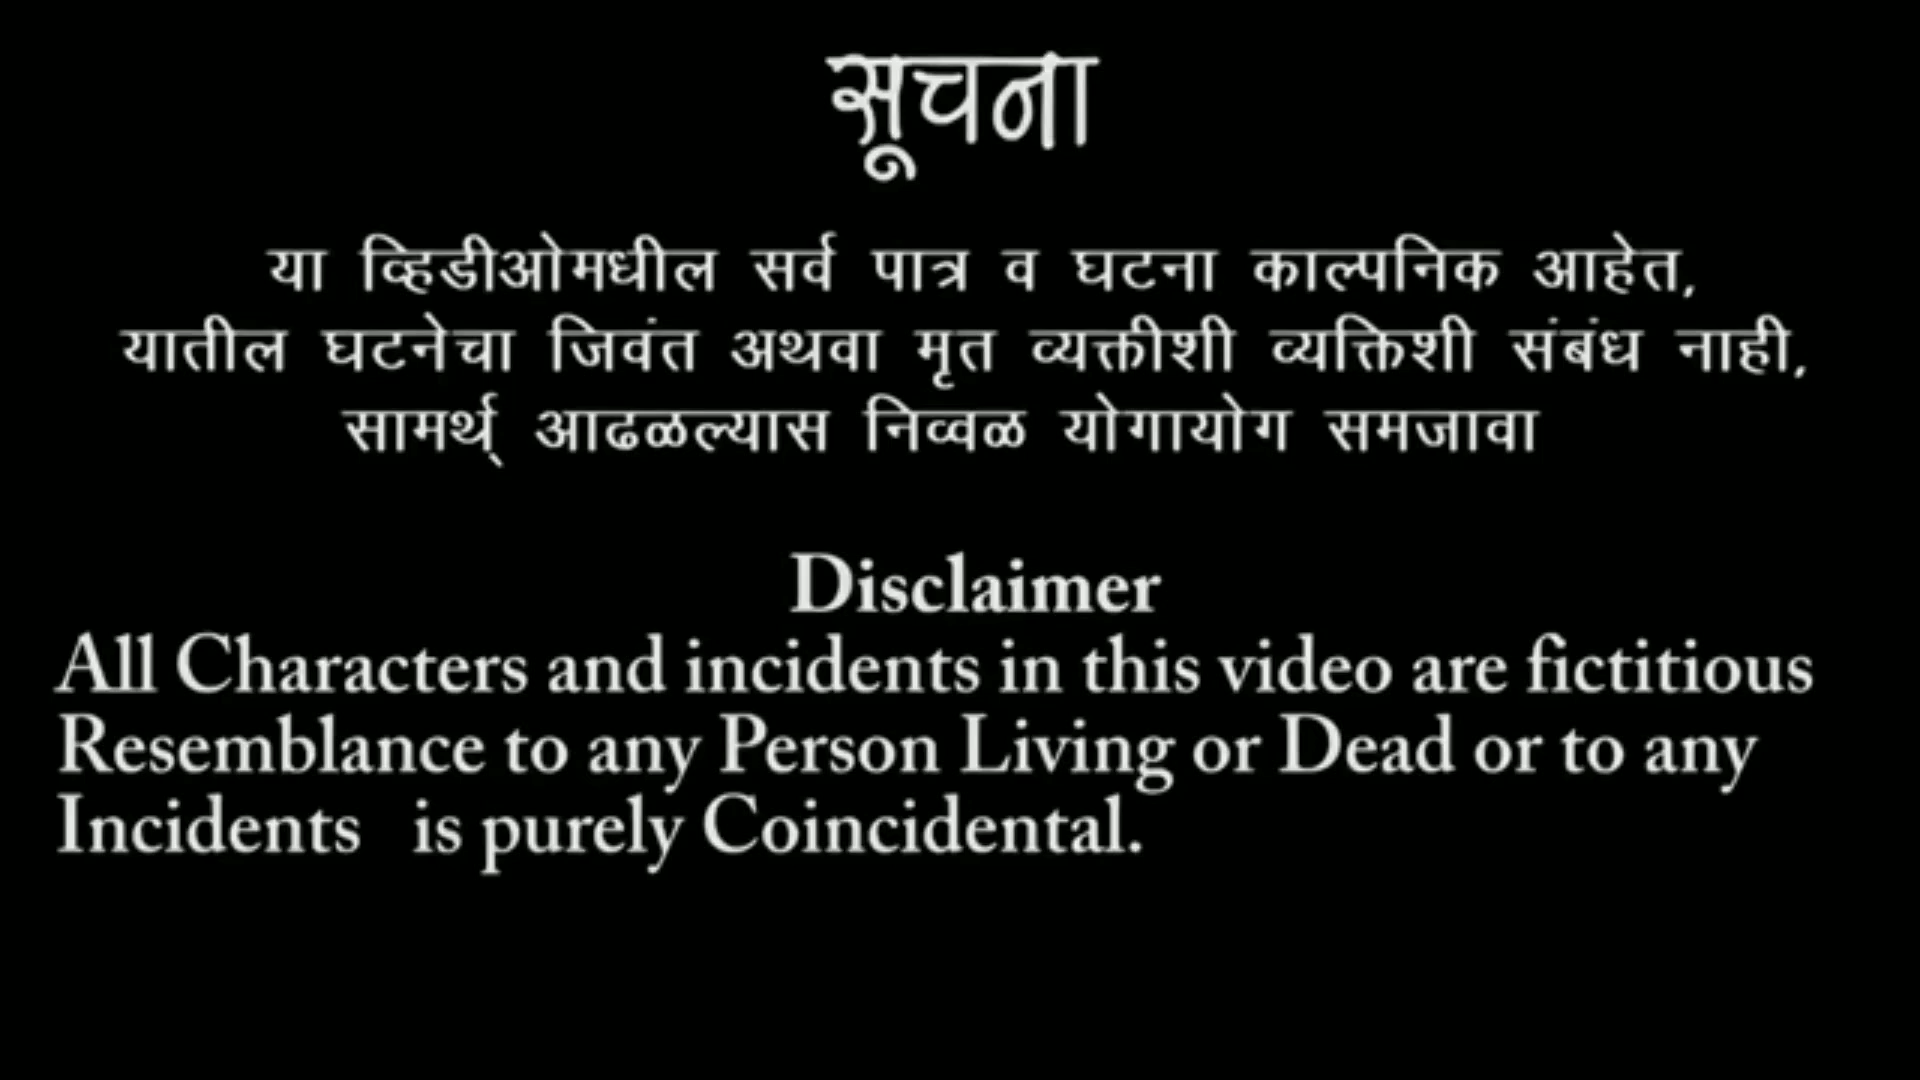 सूचना
या व्हिडीओमधील सर्व पात्र व घटना काल्पनिक आहेत,
यातील घटनेचा जिवंत अथवा मृत व्यक्तीशी व्यक्तिशी संबंध नाही,
सामर्थ् आढळल्यास निव्वळ योगायोग समजावा
Disclaimer
All Characters and incidents in this video are fictitious
Resemblance to any Person Living or Dead or to any
Incidents is purely Coincidental.